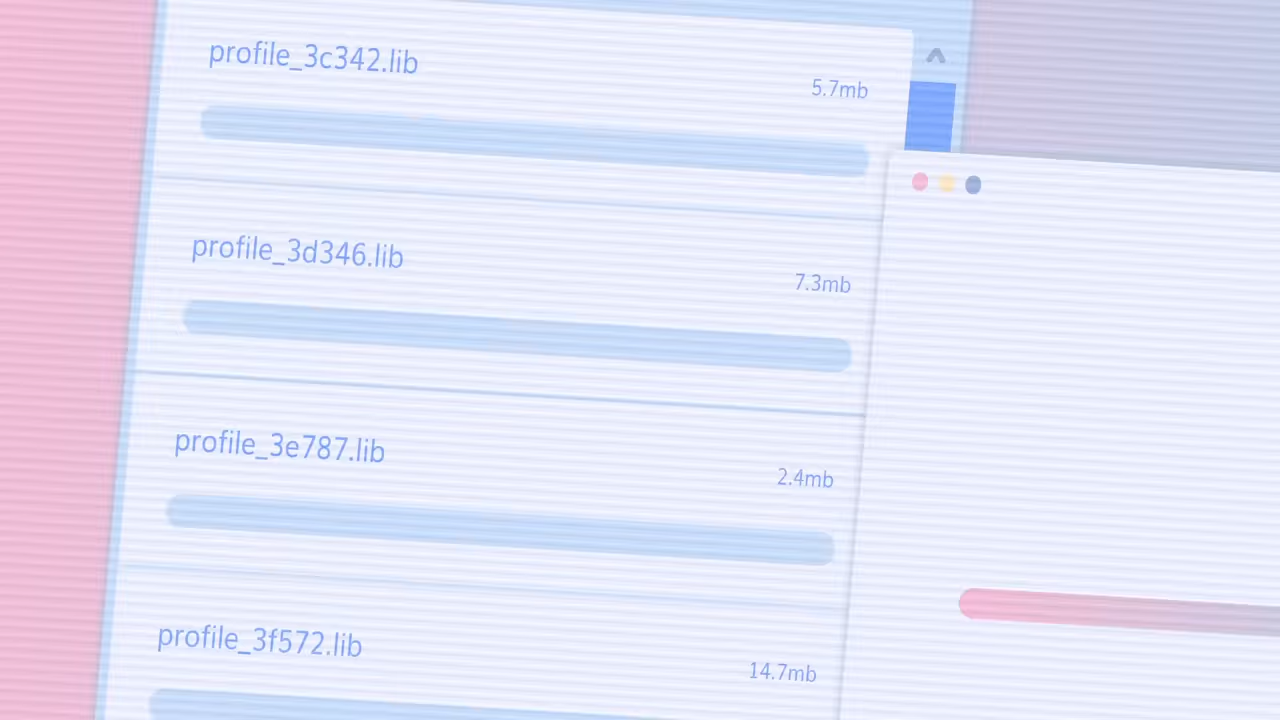 profile_3c342.lib
5.7mb
profile_3d346.lib
7.3mb
profile_3e787.lib
2.4mb
profile_3f572.lib
14.7mb